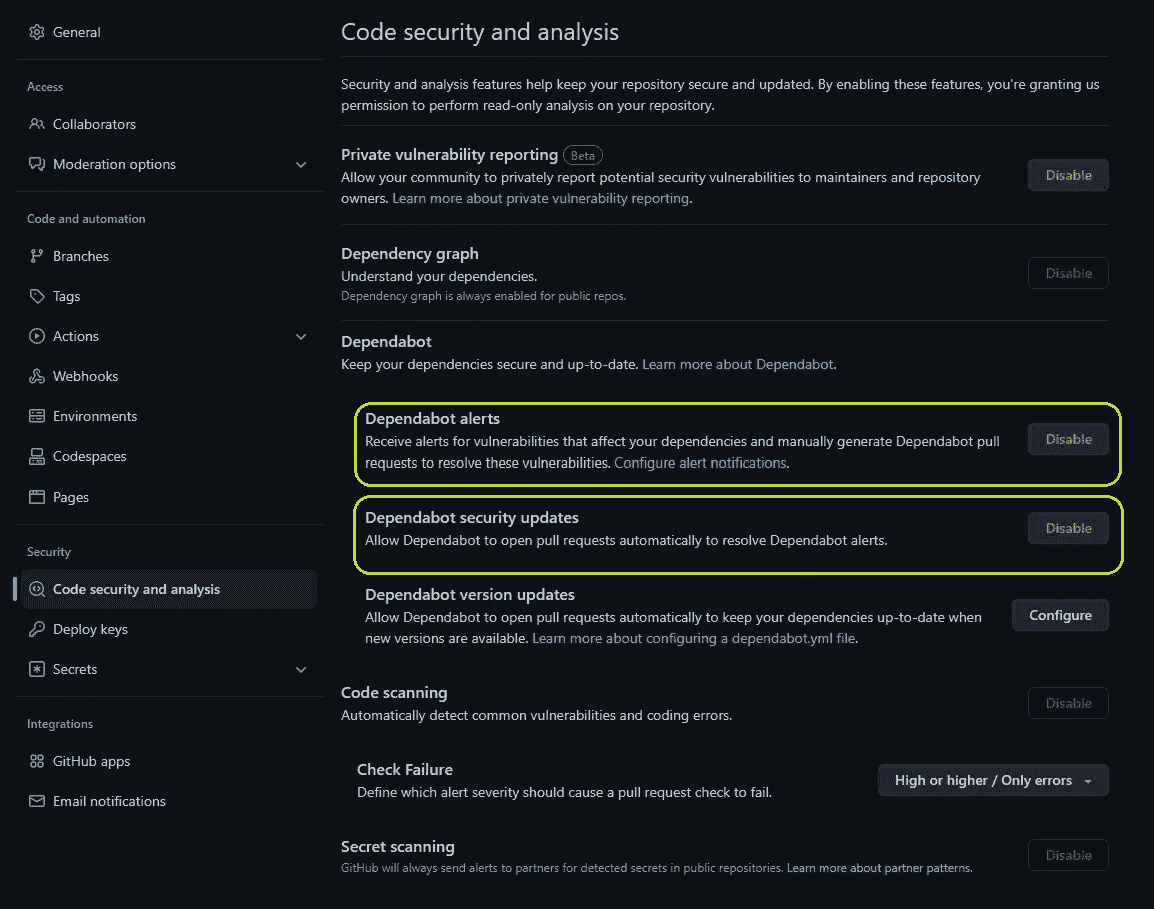 General
Access
Collaborators
Moderation options
Code and automation
Branches
Tags
Actions
Webhooks
Environments
Codespaces
Pages
Security
Code security and analysis
Deploy keys
Secrets
Integrations
GitHub apps
Email notifications
Code security and analysis
Security and analysis features help keep your repository secure and updated. By enabling these features, you're granting us
permission to perform read-only analysis on your repository.
Private vulnerability reporting Beta
Allow your community to privately report potential security vulnerabilities to maintainers and repository
owners. Learn more about private vulnerability reporting.
Disable
Dependency graph
Understand your dependencies.
Dependency graph is always enabled for public repos.
Disable
Dependabot
Keep your dependencies secure and up-to-date. Learn more about Dependabot.
Dependabot alerts
Receive alerts for vulnerabilities that affect your dependencies and manually generate Dependabot pull
requests to resolve these vulnerabilities. Configure alert notifications.
Disable
Dependabot security updates
Allow Dependabot to open pull requests automatically to resolve Dependabot alerts.
Disable
Dependabot version updates
Allow Dependabot to open pull requests automatically to keep your dependencies up-to-date when
new versions are available. Learn more about configuring a dependabot.yml file.
Configure
Code scanning
Automatically detect common vulnerabilities and coding errors.
Disable
Check Failure
Define which alert severity should cause a pull request check to fail.
High or higher / Only errors
Secret scanning
GitHub will always send alerts to partners for detected secrets in public repositories. Learn more about partner patterns.
Disable